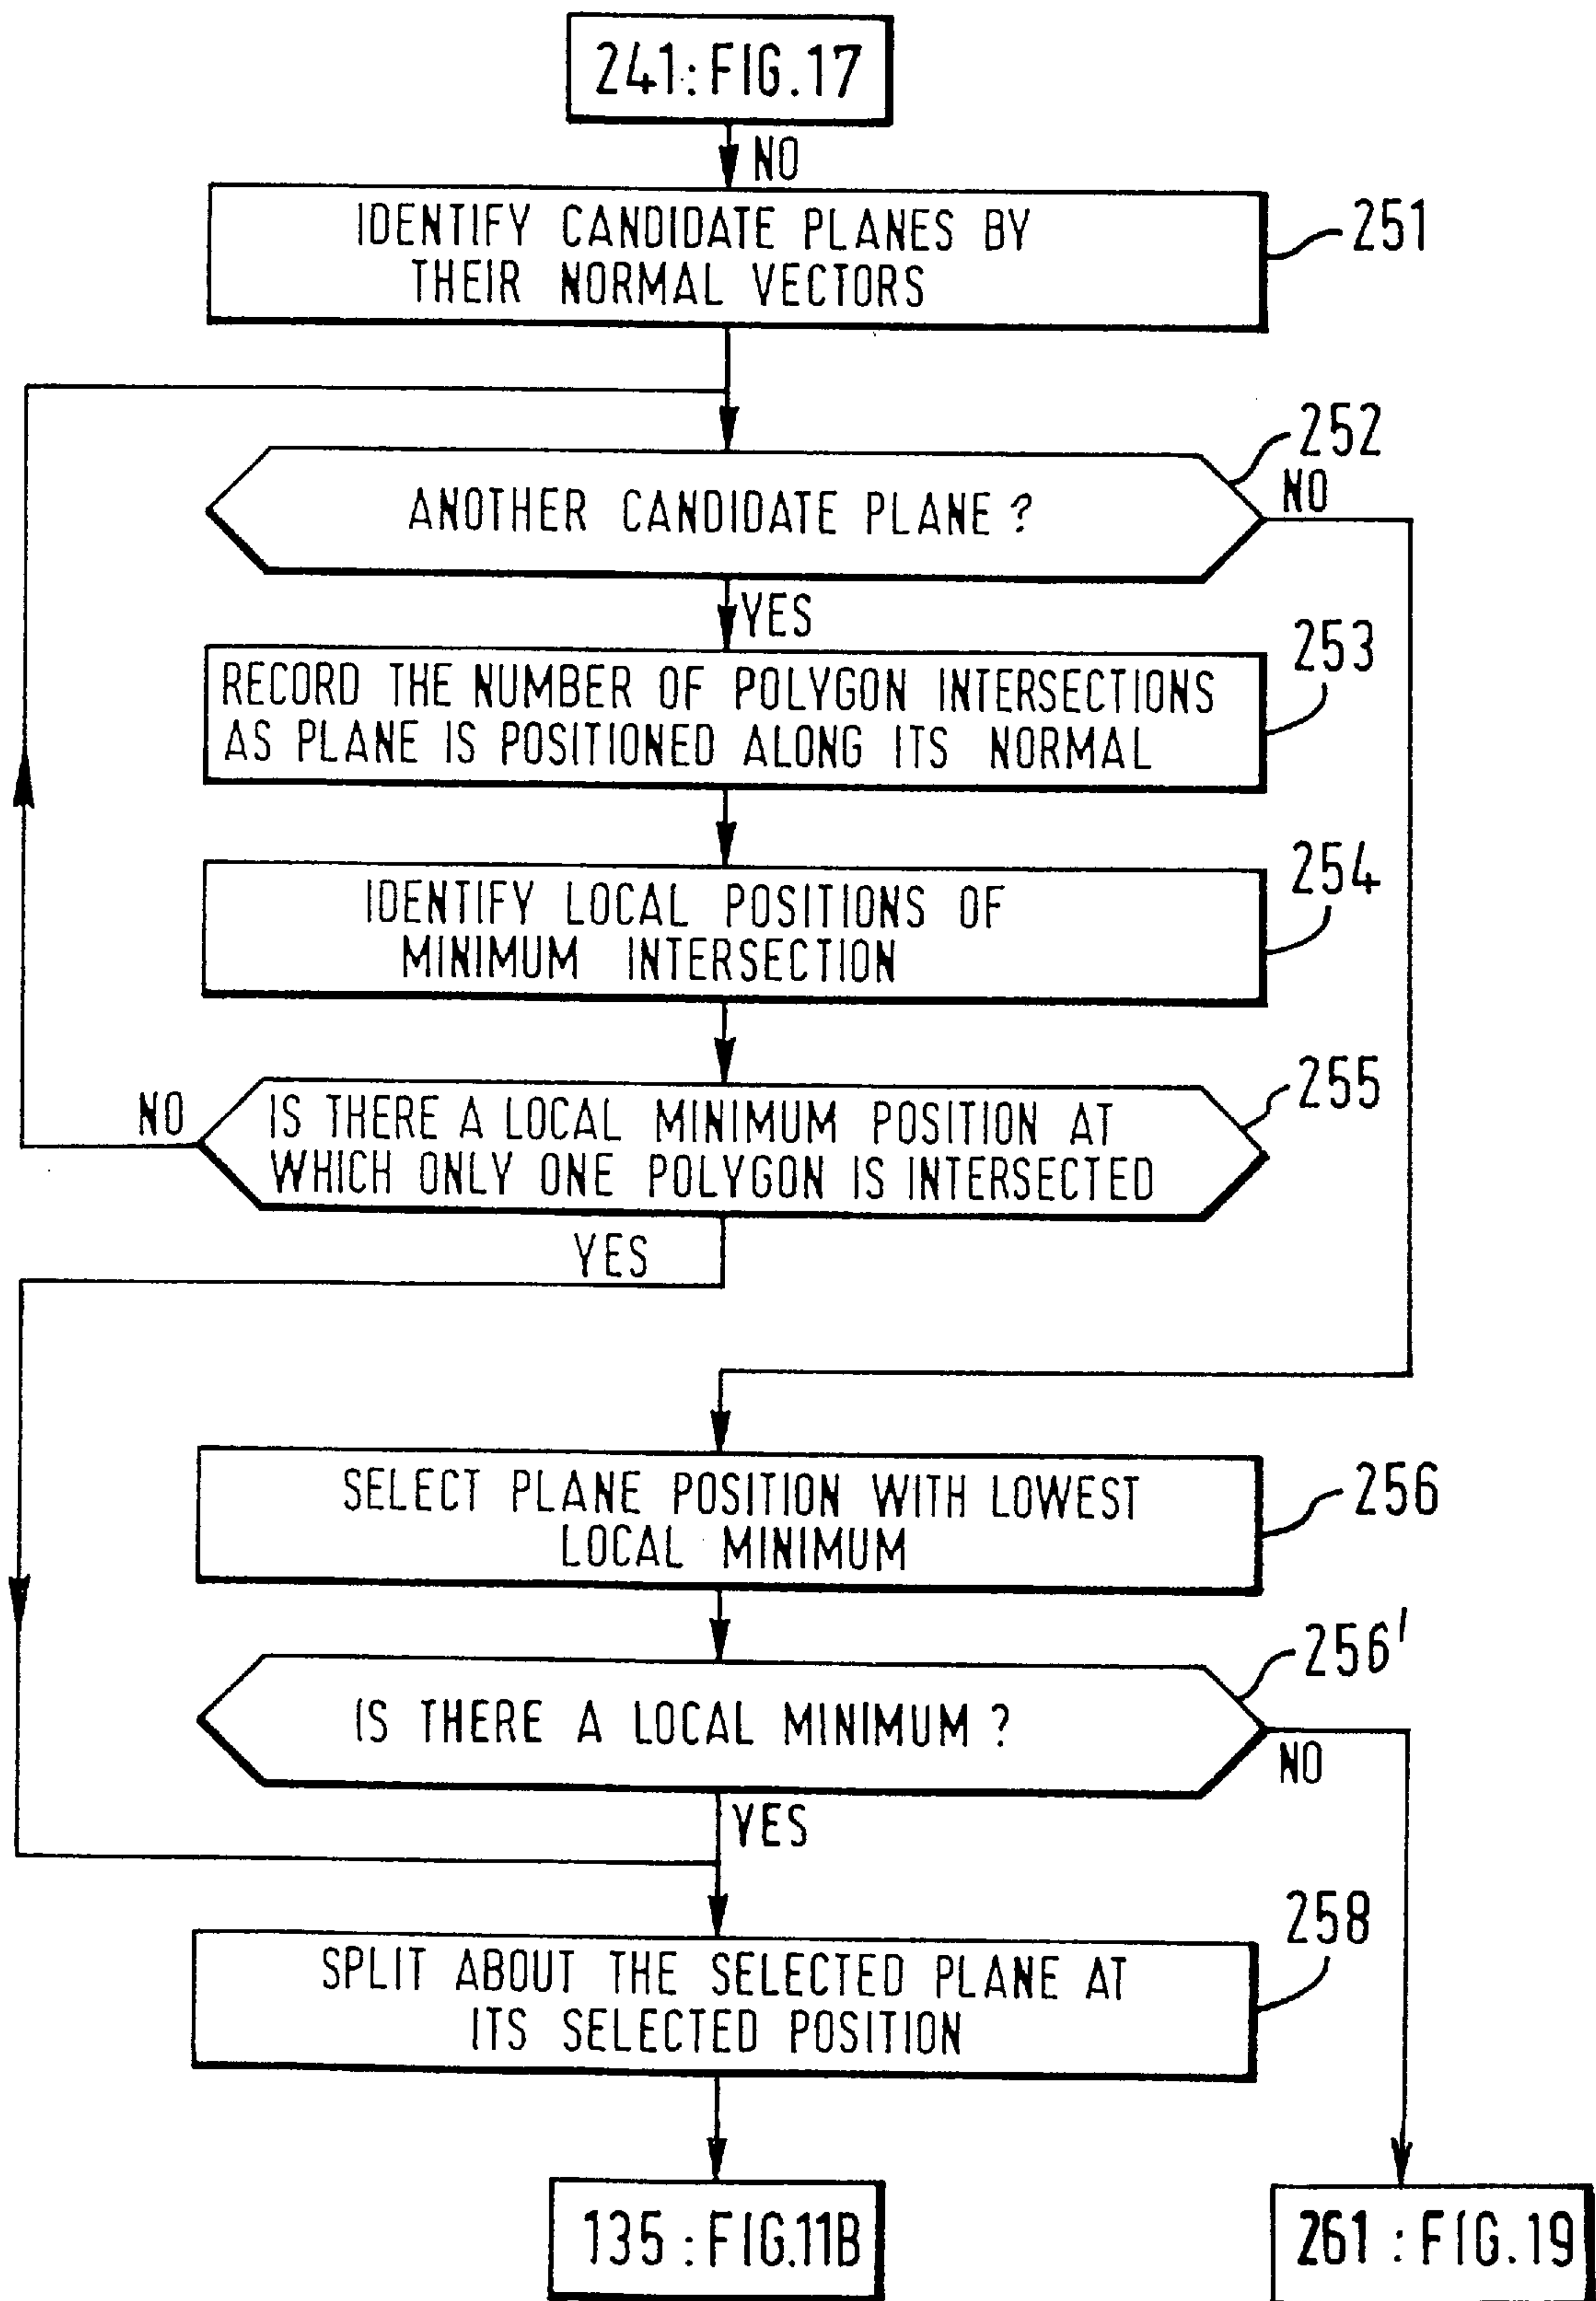 241: FIG.17
NO
IDENTIFY CANDIDATE PLANES BY
THEIR NORMAL VECTORS
251
252
NO
ANOTHER CANDIDATE PLANE ?
YES
253
RECORD THE NUMBER OF POLYGON INTERSECTIONS
AS PLANE IS POSITIONED ALONG ITS NORMAL
254
IDENTIFY LOCAL POSITIONS OF
MINIMUM INTERSECTION
255
NO
IS THERE A LOCAL MINIMUM POSITION AT
WHICH ONLY ONE POLYGON IS INTERSECTED
YES
SELECT PLANE POSITION WITH LOWEST
LOCAL MINIMUM
256
256'
IS THERE A LOCAL MINIMUM ?
NO
YES
258
SPLIT ABOUT THE SELECTED PLANE AT
ITS SELECTED POSITION
135 : FIG.11B
261 : FIG.19